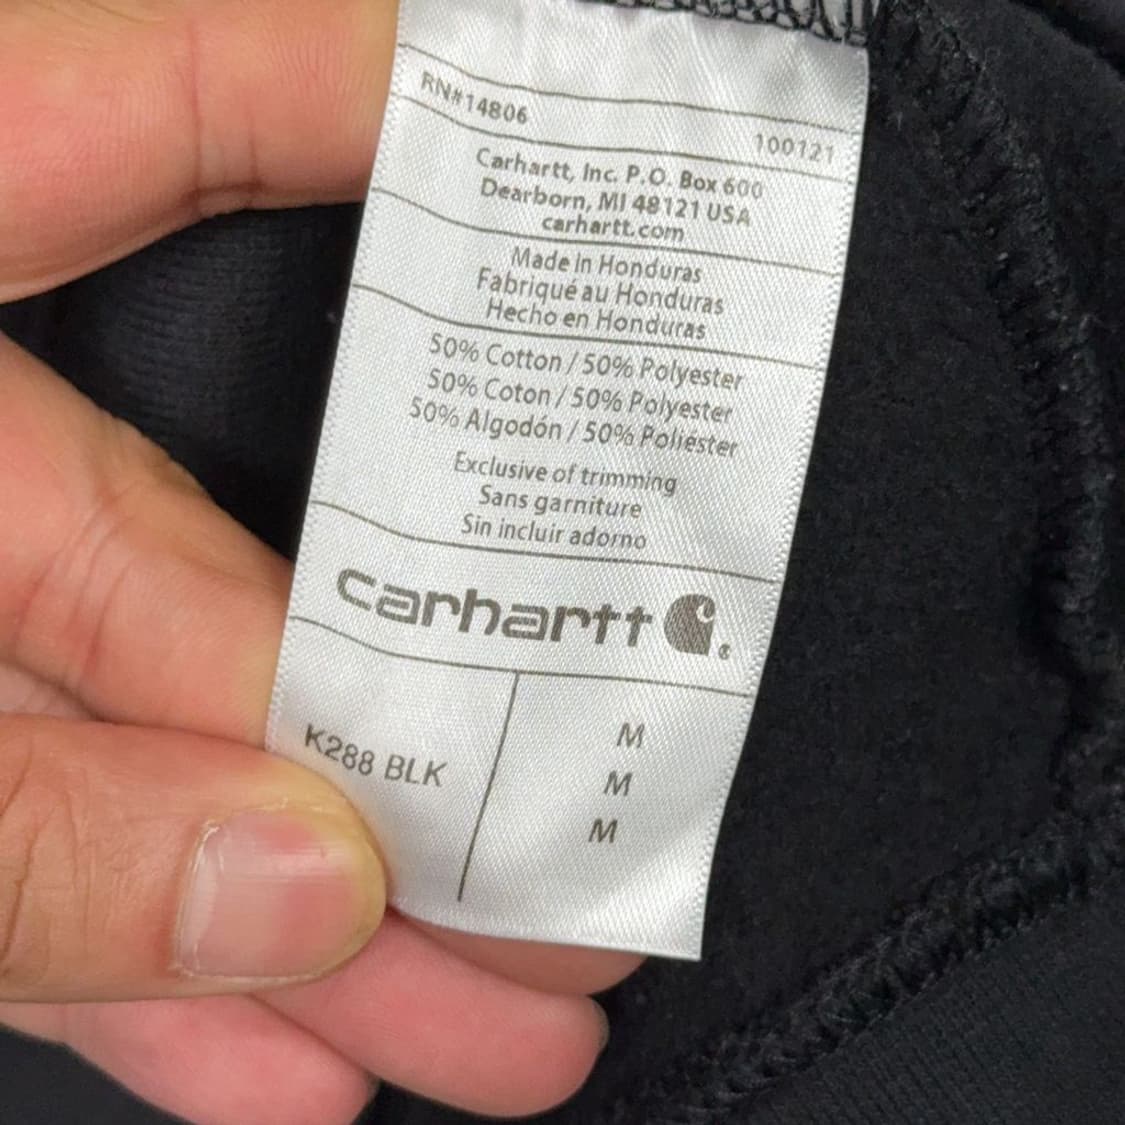 RN#14806
100121
Carhartt, Inc. P.O. Box 600
Dearborn, MI 48121 USA
carhartt.com
Made in Honduras
Fabriqué au Honduras
Hecho en Honduras
50% Cotton / 50% Polyester
50% Coton / 50% Polyester
50% Algodón / 50% Poliéster
Exclusive of trimming
Sans garniture
Sin incluir adorno
carhartt
K288 BLK
M
M
M